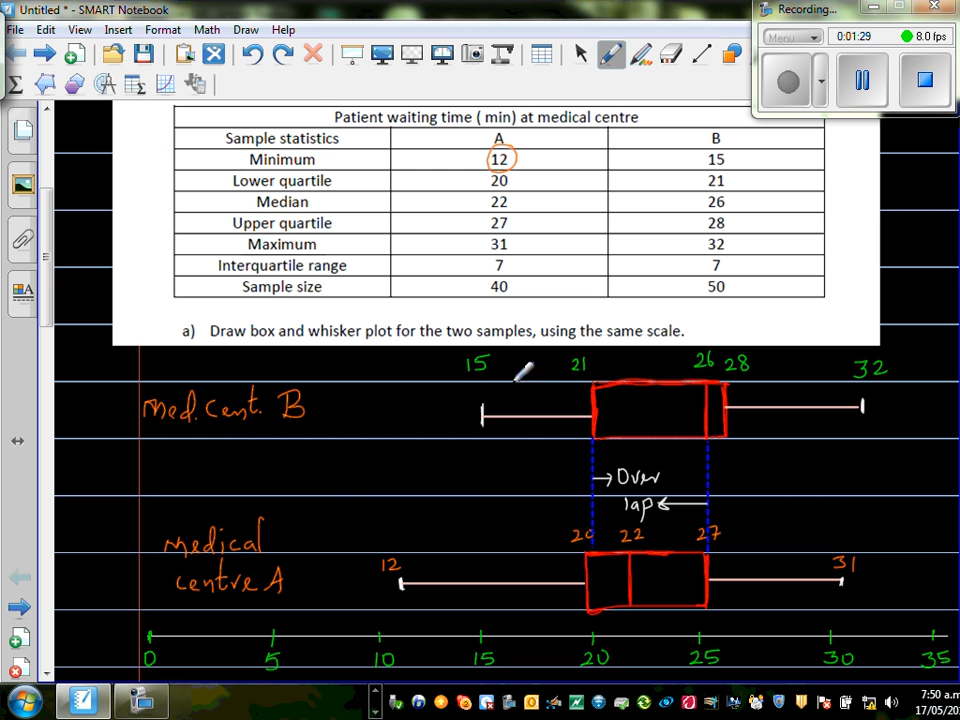 Untitled * - SMART Notebook
Recording...
File Edit View Insert Format Math Draw Help
Menu
0:01:29
8.0 fps
Patient waiting time ( min) at medical centre
Sample statistics A B
Minimum 12 15
Lower quartile 20 21
Median 22 26
Upper quartile 27 28
Maximum 31 32
Interquartile range 7 7
Sample size 40 50
a) Draw box and whisker plot for the two samples, using the same scale.
15 21 26 28 32
Med.cent. B
Over
lap
20 22 27
12 31
Medical
centre A
0 5 10 15 20 25 30 35
7:50 a.m
17/05/20